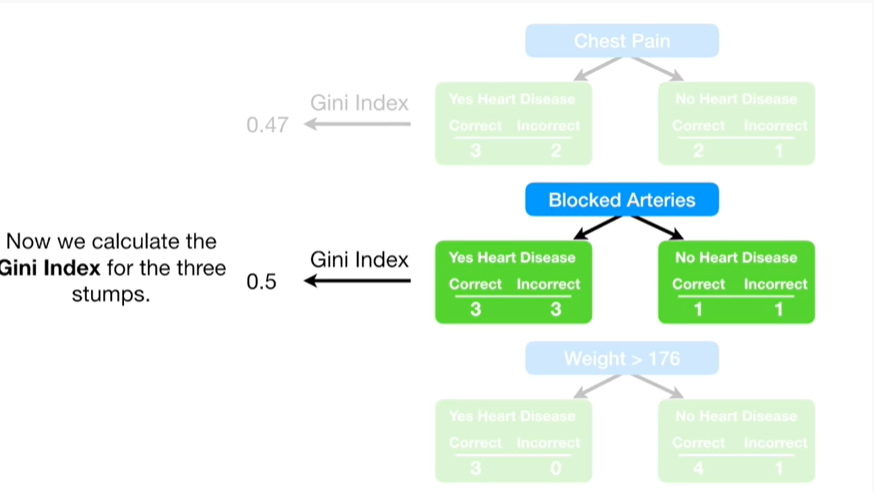 Chest Pain
Gini Index
0.47
Yes Heart Disease
Correct Incorrect
3 2
No Heart Disease
Correct Incorrect
2 1
Now we calculate the
Gini Index for the three
stumps.
Blocked Arteries
Gini Index
0.5
Yes Heart Disease
Correct Incorrect
3 3
No Heart Disease
Correct Incorrect
1 1
Weight > 176
Yes Heart Disease
Correct Incorrect
3 0
No Heart Disease
Correct Incorrect
4 1